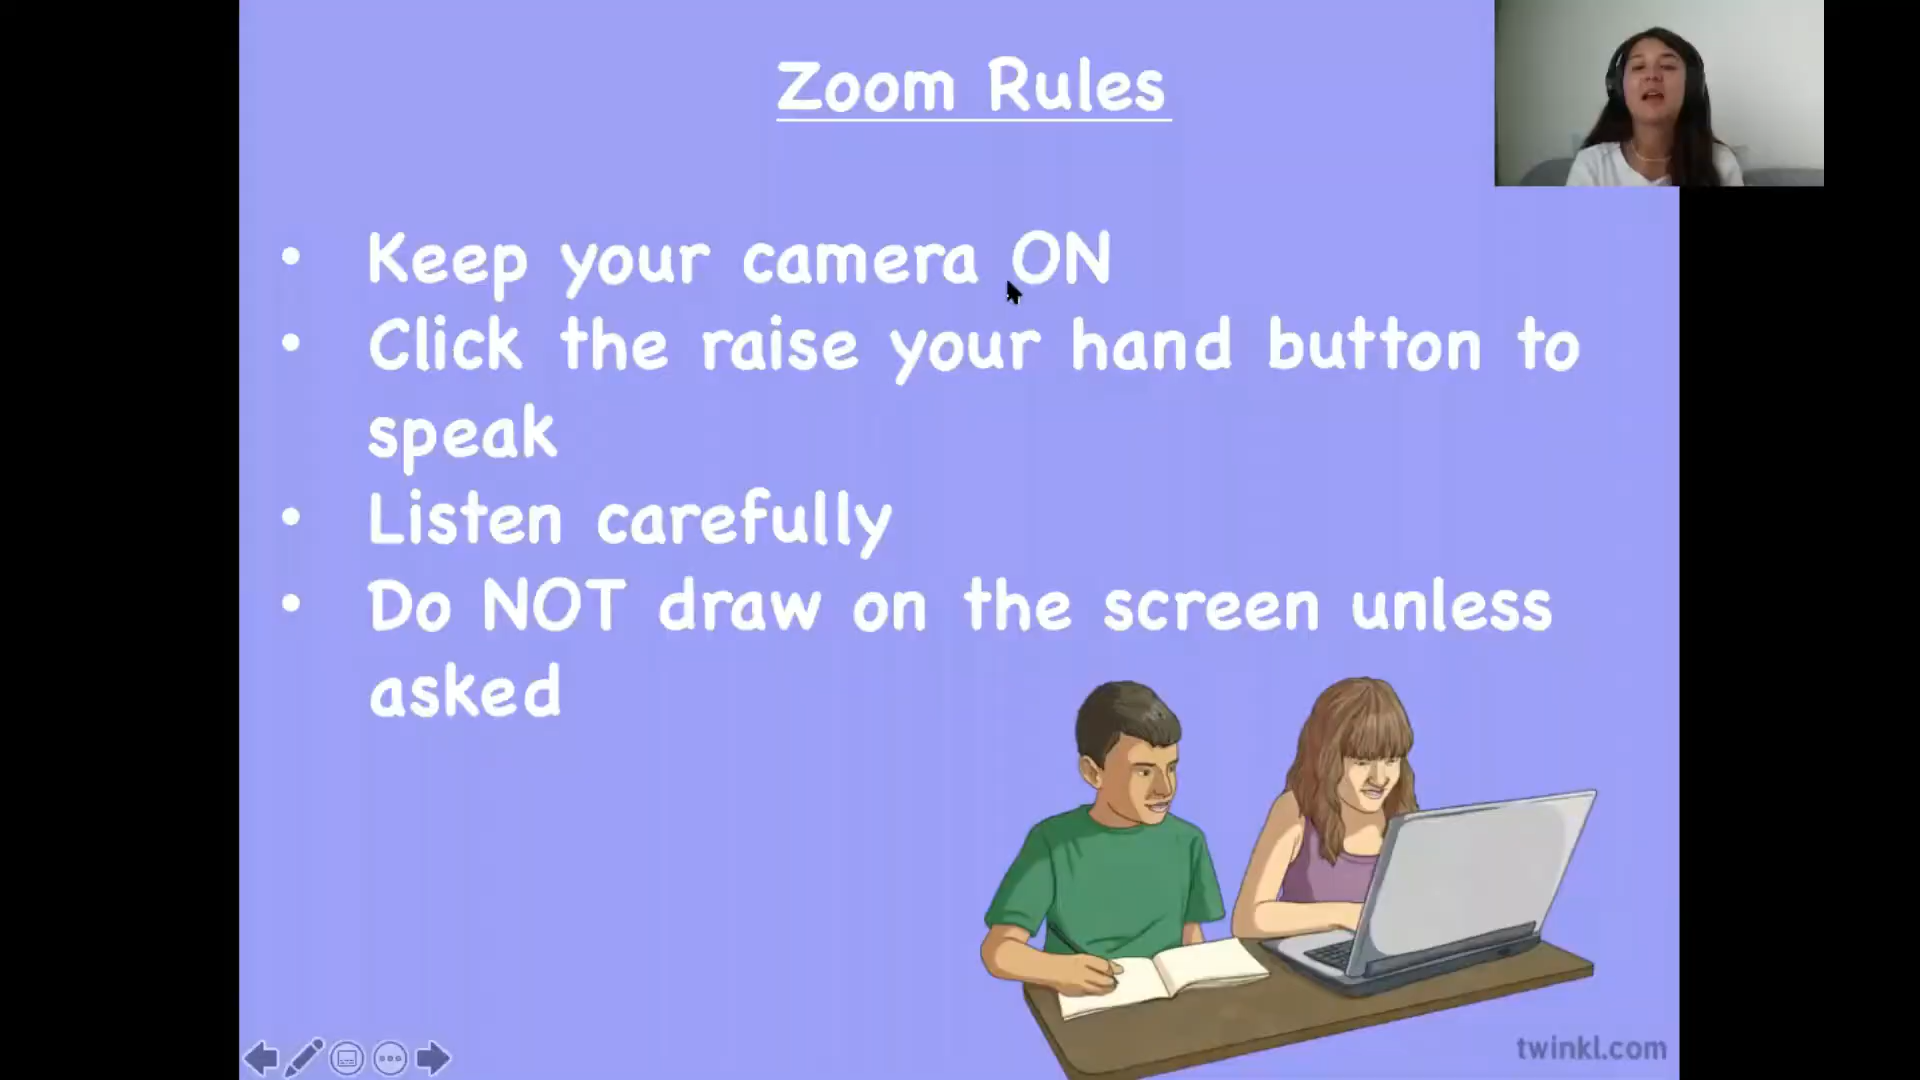 Zoom Rules
• Keep your camera ON
• Click the raise your hand button to
speak
• Listen carefully
• Do NOT draw on the screen unless
asked
twinkl.com